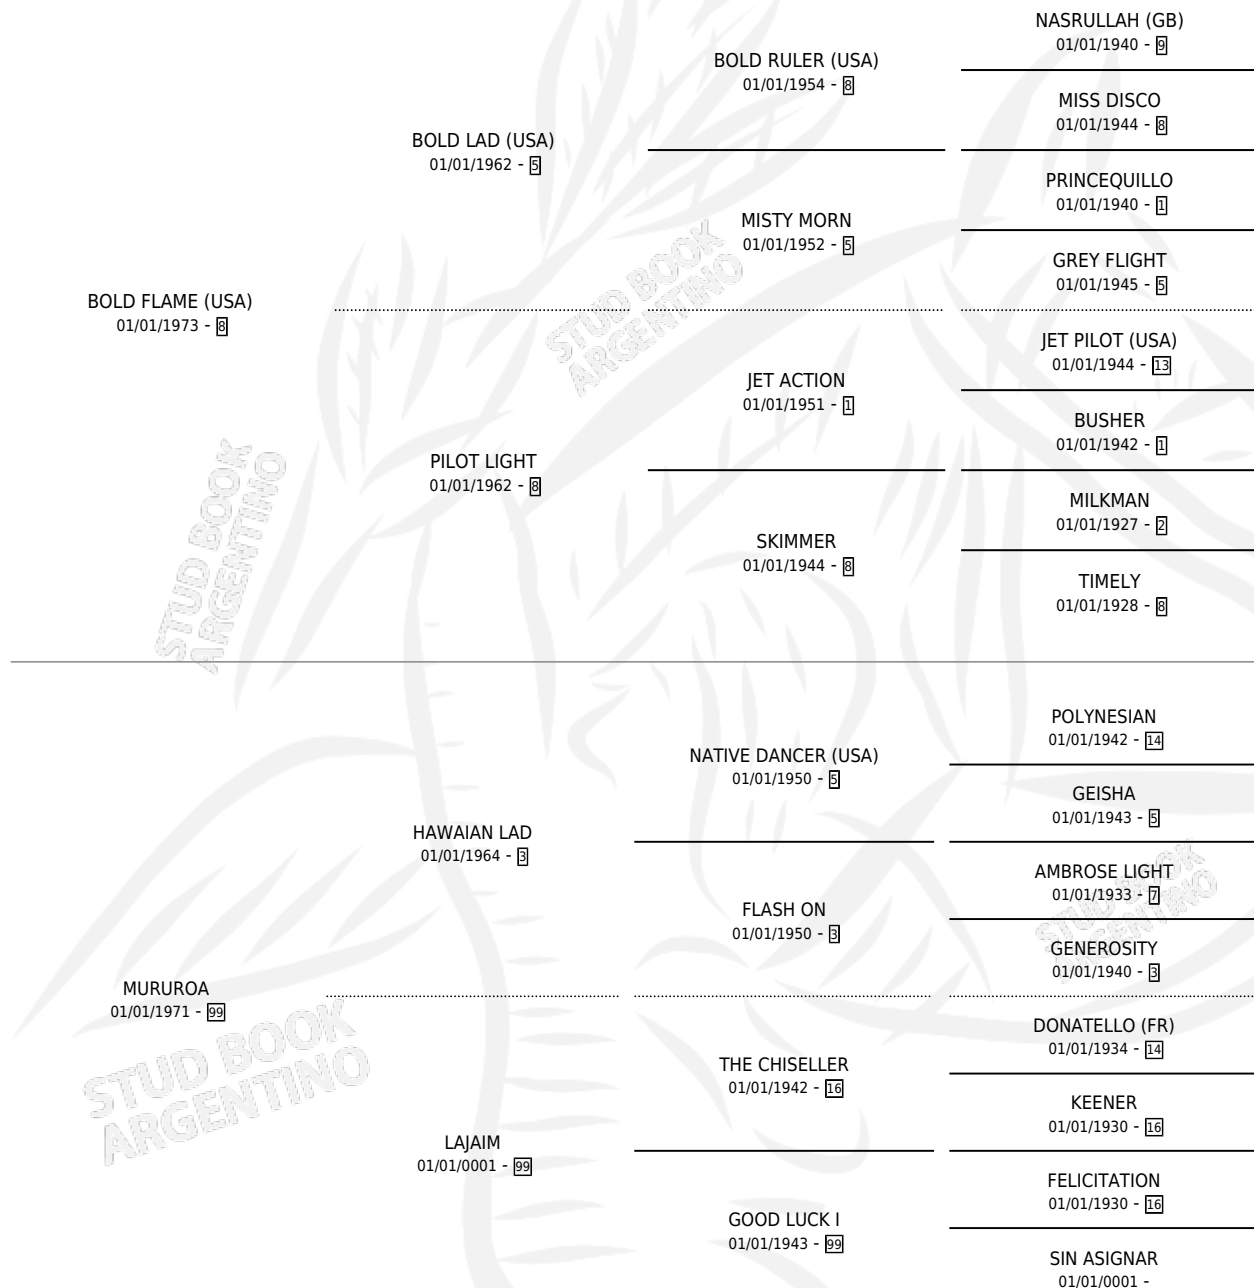 NASRULLAH (GB)
01/01/1940 - 9
BOLD RULER (USA)
01/01/1954 - 8
MISS DISCO
01/01/1944 - 8
BOLD LAD (USA)
01/01/1962 - 5
PRINCEQUILLO
01/01/1940 - 1
MISTY MORN
01/01/1952 - 5
GREY FLIGHT
01/01/1945 - 5
BOLD FLAME (USA)
01/01/1973 - 8
JET PILOT (USA)
01/01/1944 - 13
JET ACTION
01/01/1951 - 1
BUSHER
01/01/1942 - 1
PILOT LIGHT
01/01/1962 - 8
MILKMAN
01/01/1927 - 2
SKIMMER
01/01/1944 - 8
TIMELY
01/01/1928 - 8
POLYNESIAN
01/01/1942 - 14
NATIVE DANCER (USA)
01/01/1950 - 5
GEISHA
01/01/1943 - 5
HAWAIAN LAD
01/01/1964 - 3
AMBROSE LIGHT
01/01/1933 - 7
FLASH ON
01/01/1950 - 3
GENEROSITY
01/01/1940 - 3
MURUROA
01/01/1971 - 99
DONATELLO (FR)
01/01/1934 - 14
THE CHISELLER
01/01/1942 - 16
KEENER
01/01/1930 - 16
LAJAIM
01/01/0001 - 99
FELICITATION
01/01/1930 - 16
GOOD LUCK I
01/01/1943 - 99
SIN ASIGNAR
01/01/0001 -
STUD BOOK
ARGENTINO
STUD BOOK
ARGENTINO
STUD BOOK
ARGENTINO
STUD BOOK
ARGENTINO